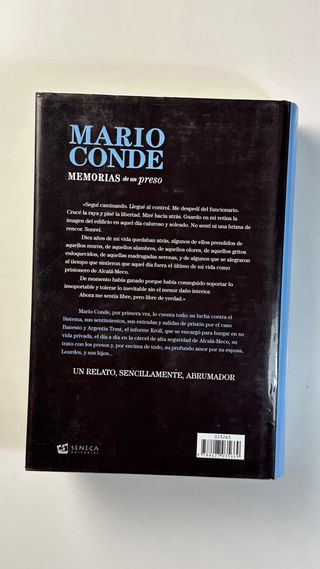 MARIO
CONDE
MEMORIAS de un preso
«Seguí caminando. Llegué al control. Me despedí del funcionario.
Crucé la raya y pisé la libertad. Miré hacia atrás. Guardo en mi retina la
imagen del edificio en aquel día caluroso y soleado. No sentí una brizna de
rencor. Sonreí.
Diez años de mi vida quedaban atrás, algunos de ellos prendidos de
aquellos muros, de aquellos alambres, de aquellos olores, de aquellos gritos
enloquecidos, de aquellas madrugadas serenas, y de algunos que se alegraron
al tiempo que sintieron que aquel día fuera el último de mi vida como
prisionero de Alcalá-Meco.
De momento había ganado porque había conseguido soportar lo
insoportable y tolerar lo inevitable sin el menor daño interior.
Ahora me sentía libre, pero libre de verdad.»
Mario Conde, por primera vez, lo cuenta todo: su lucha contra el
Sistema, sus sentimientos, sus entradas y salidas de prisión por el caso
Banesto y Argentia Trust, el informe Kroll, que se encargó para hurgar en su
vida privada, el día a día en la cárcel de alta seguridad de Alcalá-Meco, su
trato con los presos y, por encima de todo, su profundo amor por su esposa,
Lourdes, y sus hijos...
UN RELATO, SENCILLAMENTE, ABRUMADOR
023265
SENECA
EDITORIAL